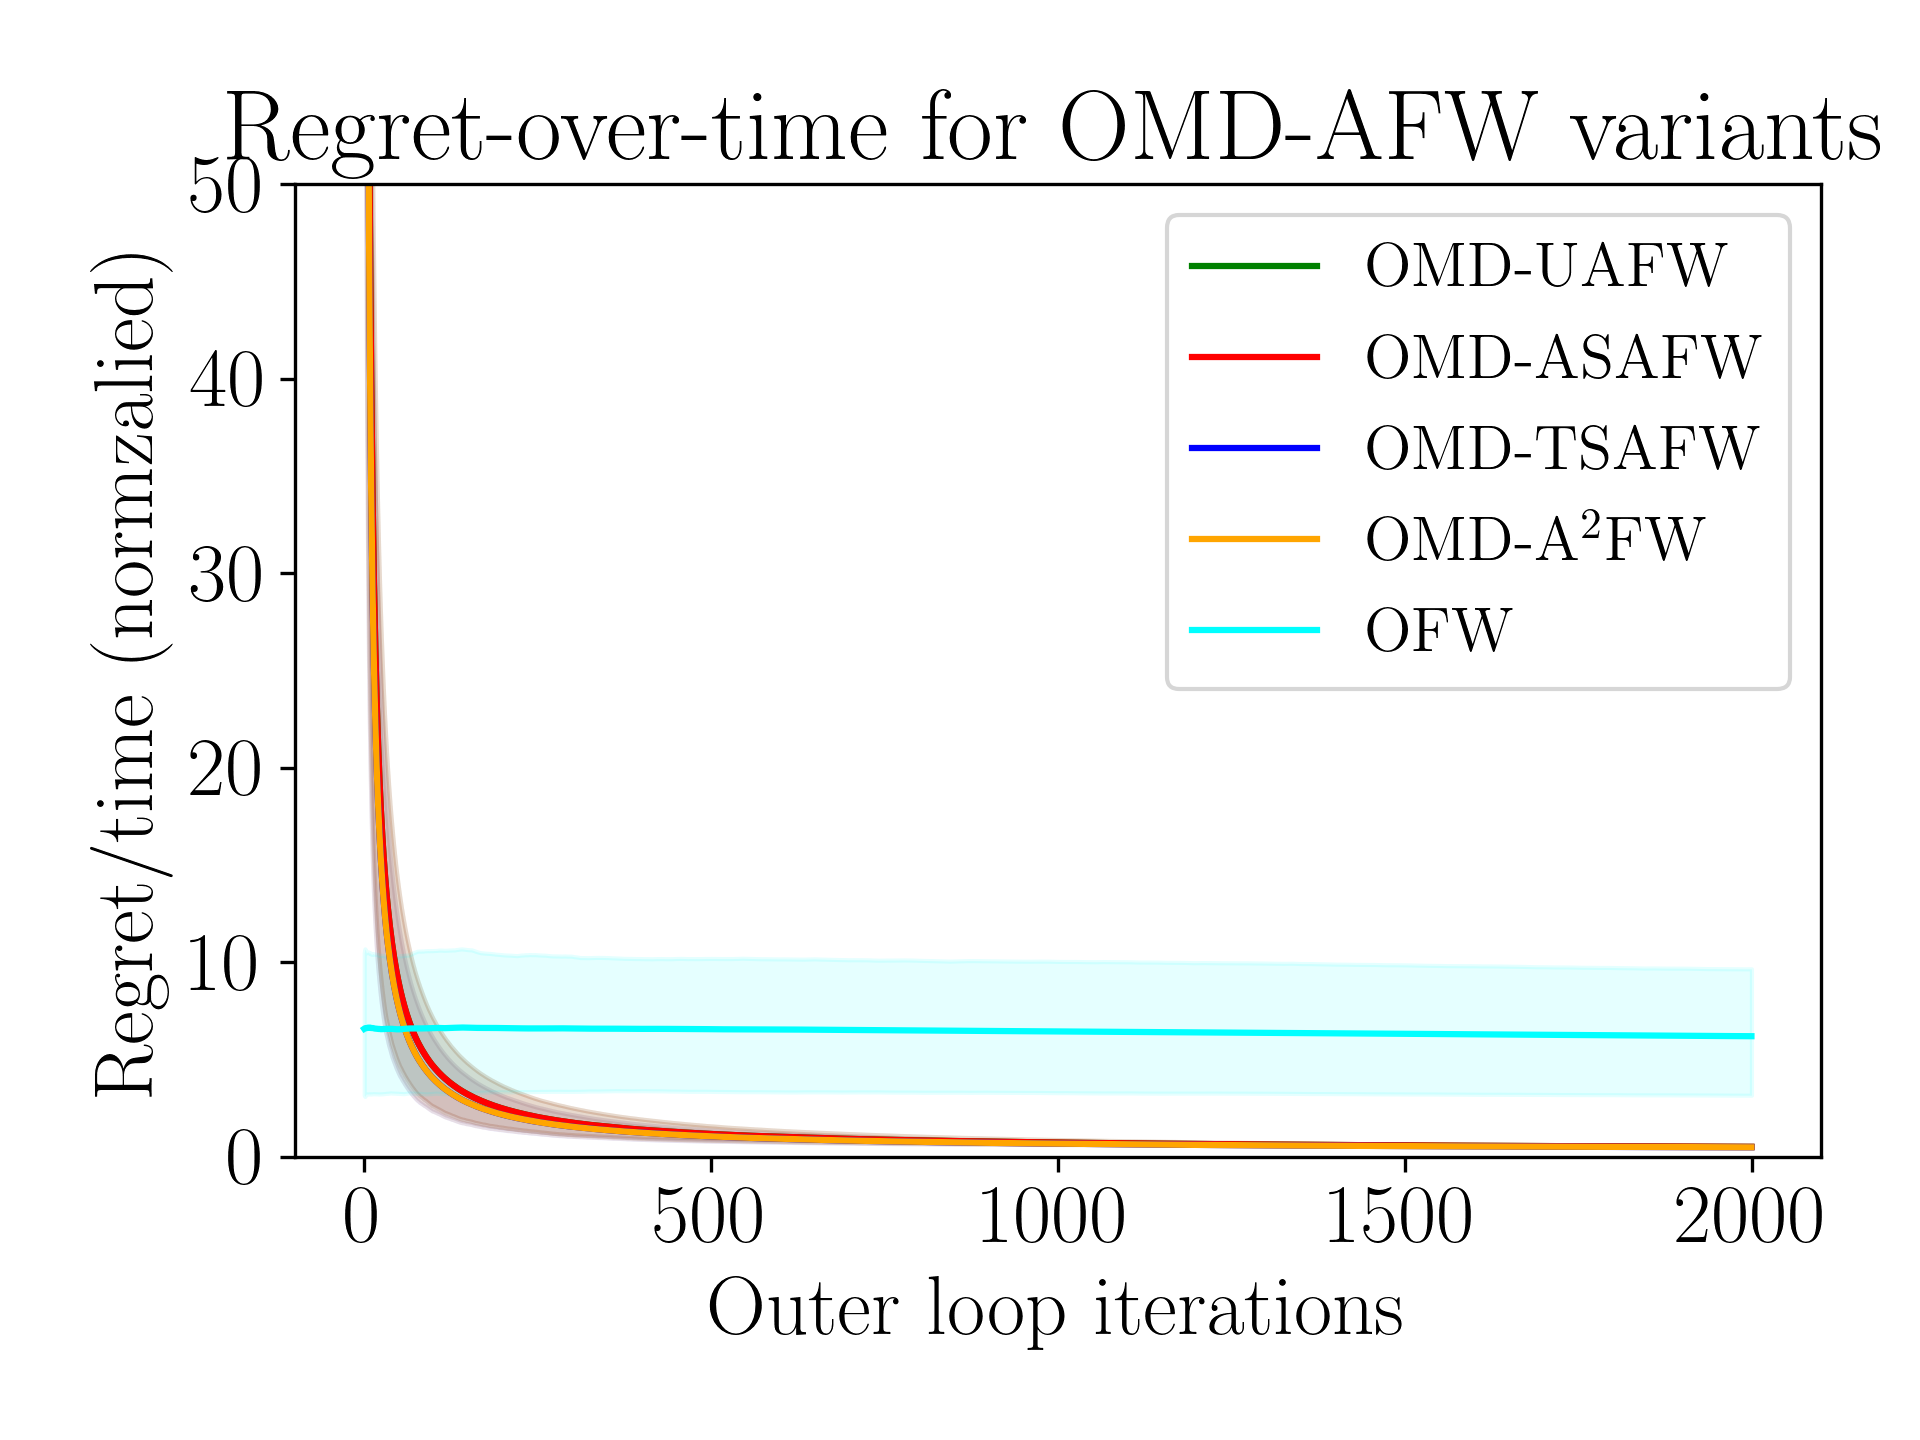 Regret-over-time for OMD-AFW variants
Regret/time (normzalied)
50
40
30
20
10
0
OMD-UAFW
OMD-ASAFW
OMD-TSAFW
OMD-A²FW
OFW
0 500 1000 1500 2000
Outer loop iterations